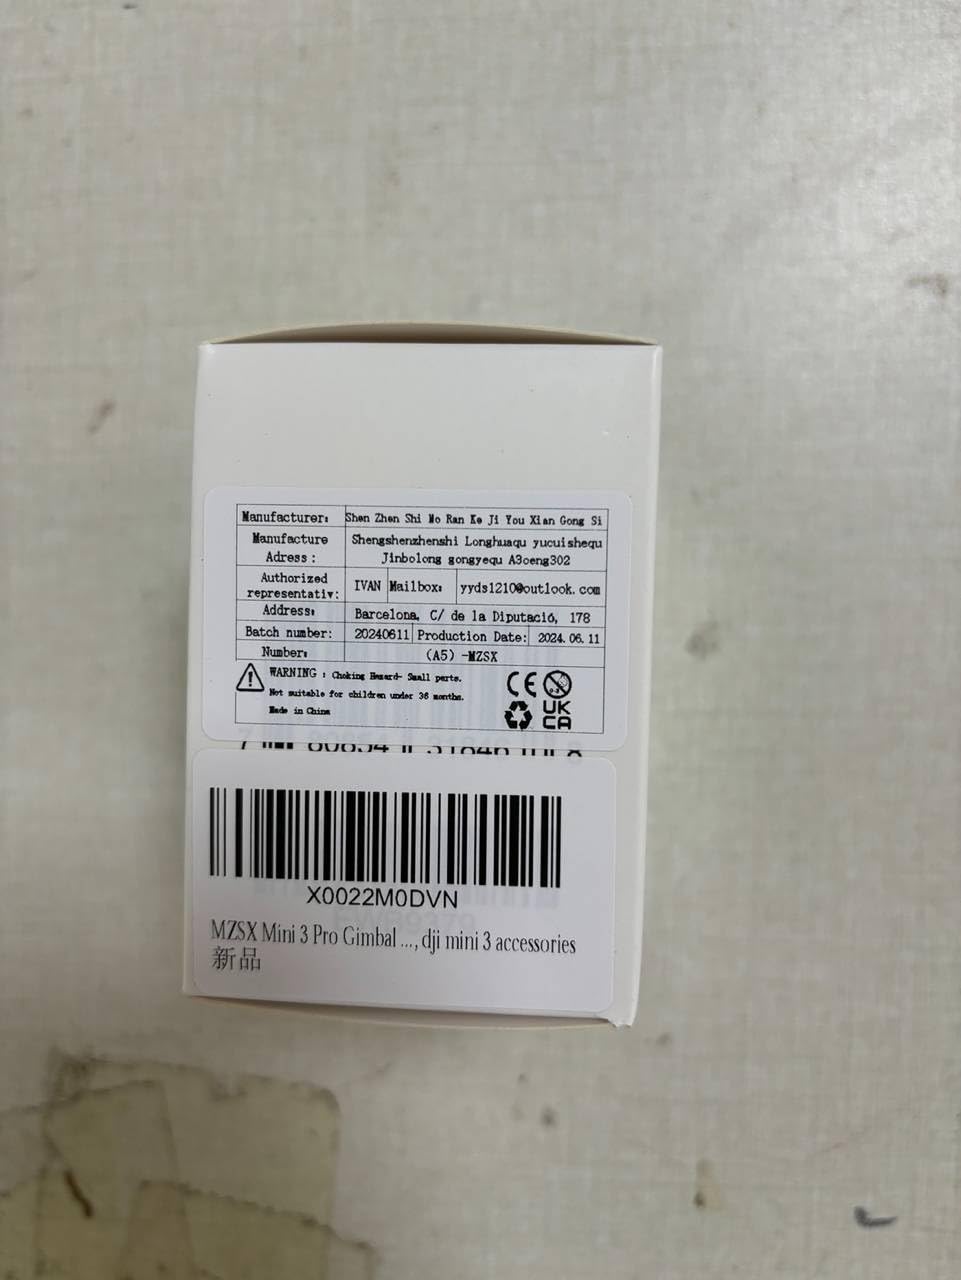 Manufacturer: Shen Zhen Shi Mo Ran Ke Ji You Xian Gong Si
Manufacture Adress : Shengshenzhenshi Longhuaqu yucuishequ Jinbolong gongyequ A3ceng302
Authorized representativ: IVAN Mailbox: yyds1210@outlook.com
Address: Barcelona, C/ de la Diputació, 178
Batch number: 20240611 Production Date: 2024.06.11
Number: (A5)-MZSX
WARNING : Choking Hazard- Small parts.
Not suitable for children under 36 months.
Made in China
CE 0-3
UK
CA
X0022M0DVN
MZSX Mini 3 Pro Gimbal ..., dji mini 3 accessories
新品